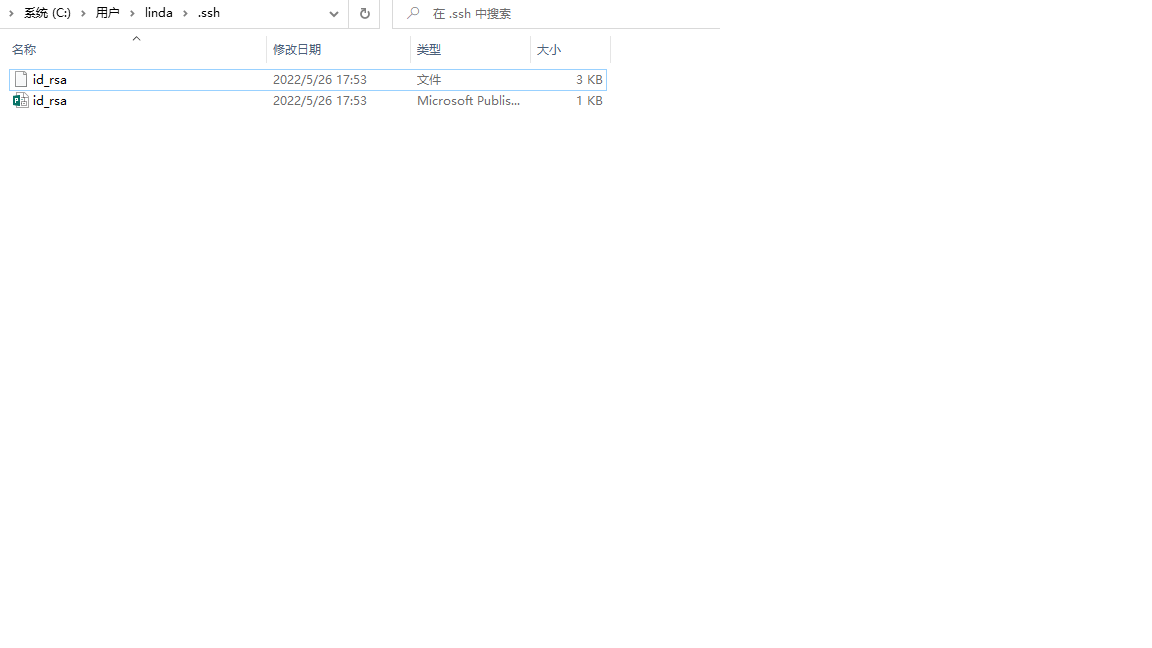 系统 (C:) 用户 linda .ssh 在 .ssh 中搜索
名称 修改日期 类型 大小
id_rsa 2022/5/26 17:53 文件 3 KB
id_rsa 2022/5/26 17:53 Microsoft Publis... 1 KB